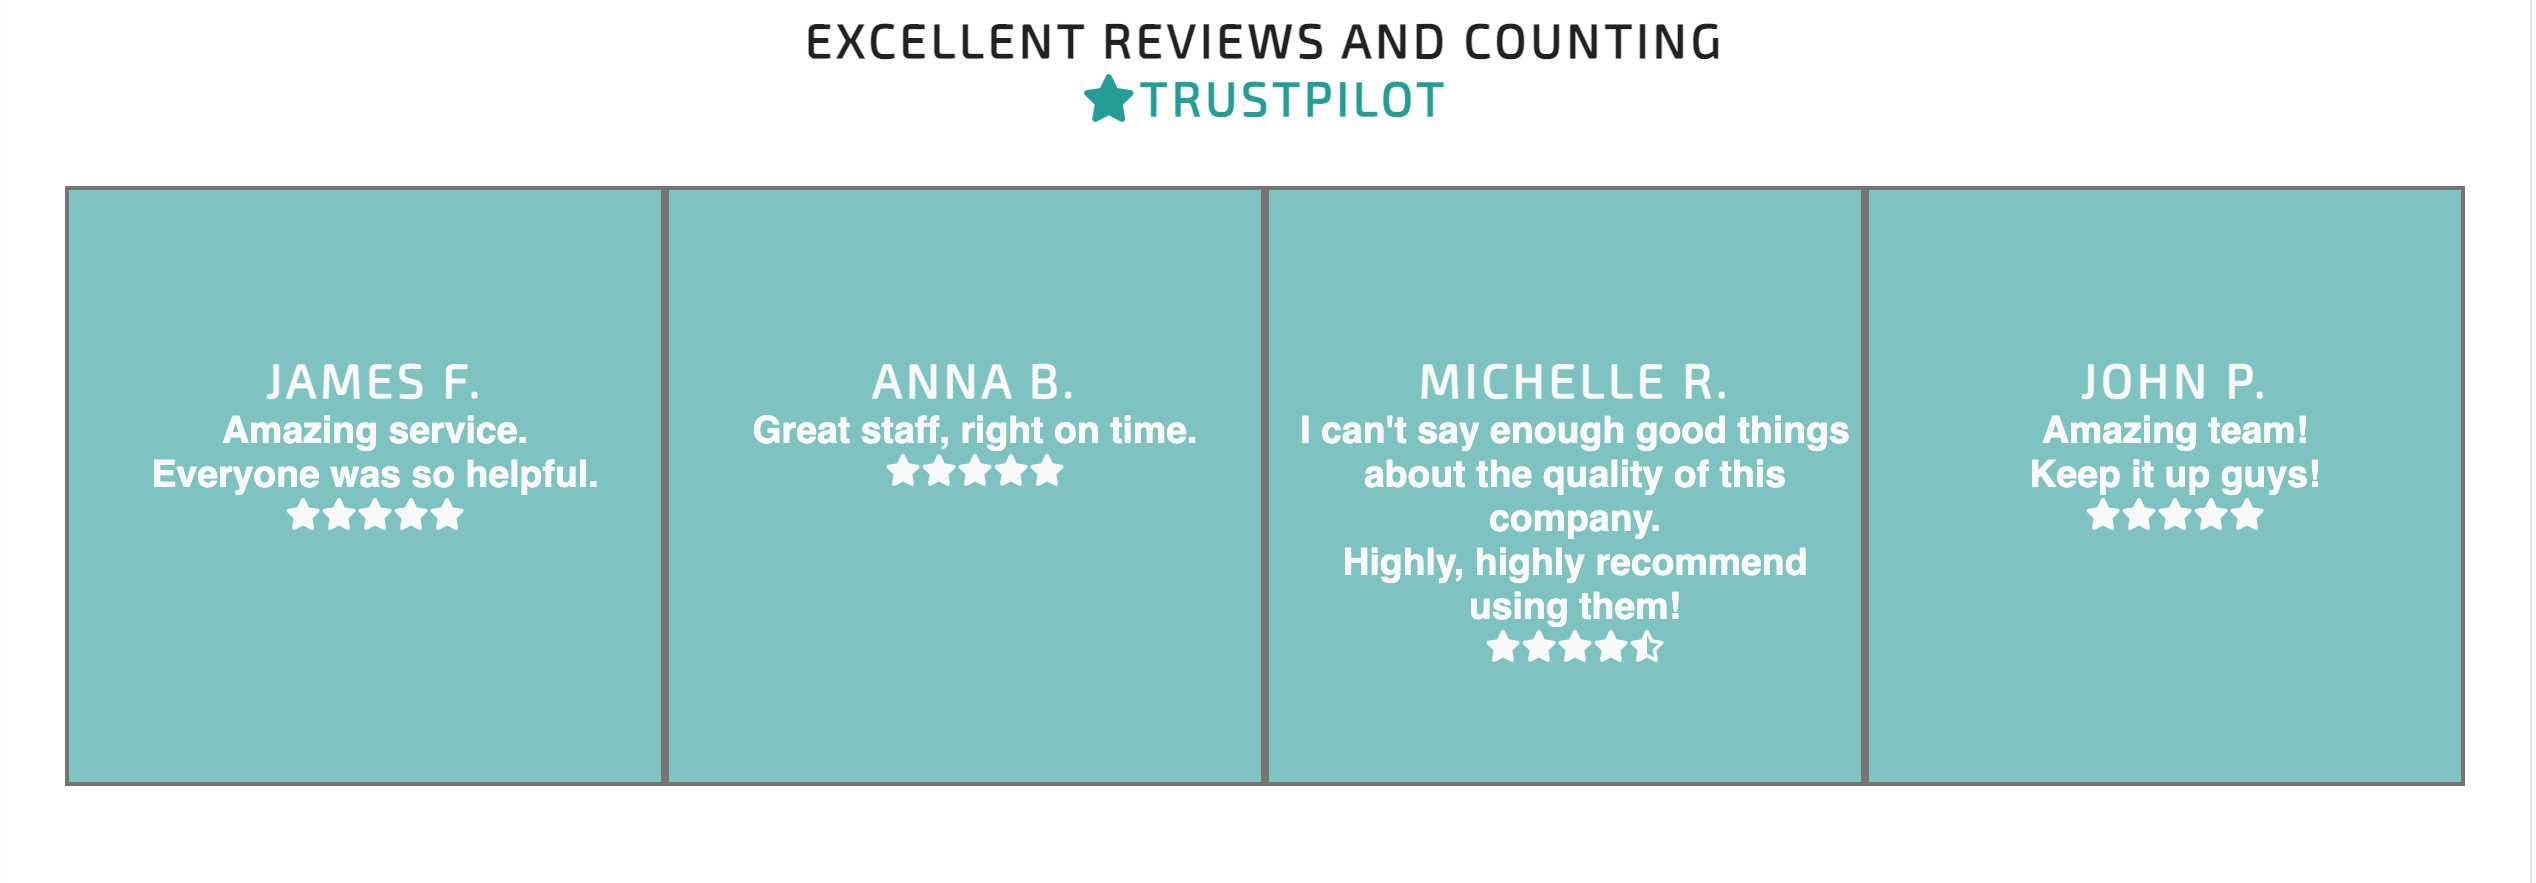 EXCELLENT REVIEWS AND COUNTING
TRUSTPILOT
JAMES F.
Amazing service.
Everyone was so helpful.
ANNA B.
Great staff, right on time.
MICHELLE R.
I can't say enough good things
about the quality of this
company.
Highly, highly recommend
using them!
JOHN P.
Amazing team!
Keep it up guys!